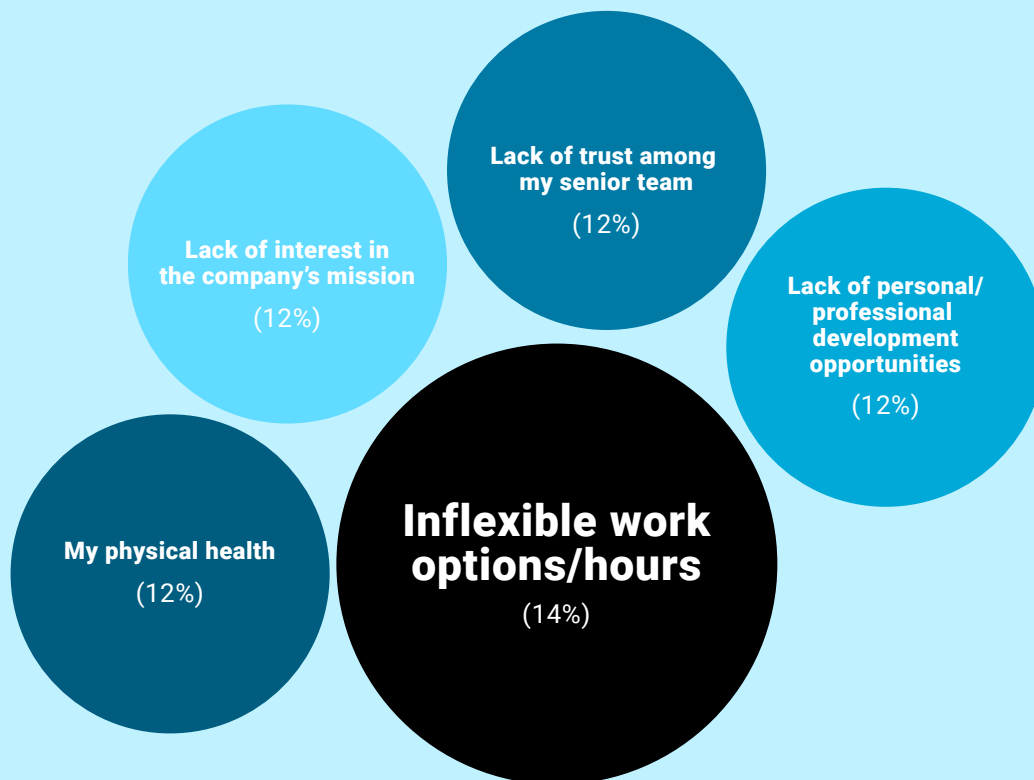 Lack of trust among
my senior team
(12%)
Lack of interest in
the company’s mission
(12%)
Lack of personal/
professional
development
opportunities
(12%)
My physical health
(12%)
Inflexible work
options/hours
(14%)